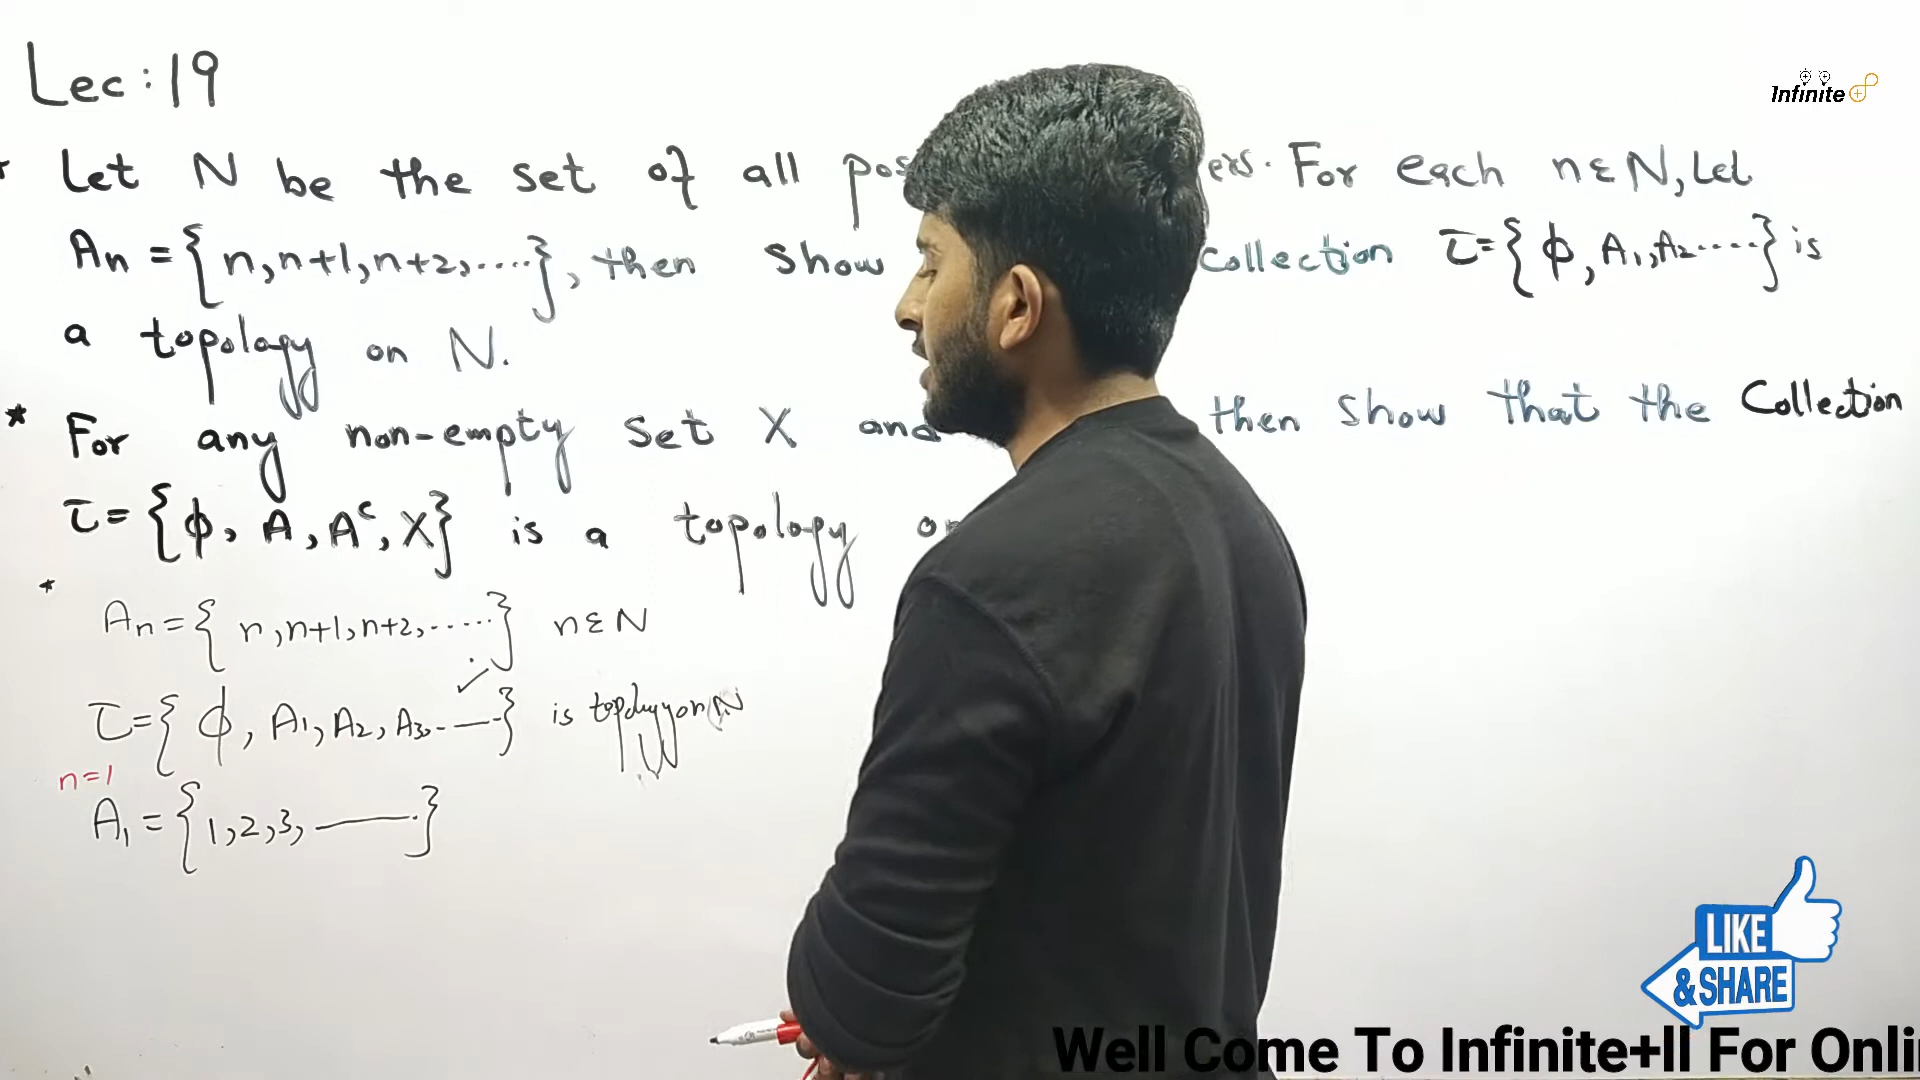 Lec:19
Infinite
Let N be the set of all pos ers. For each n ε N, Let
An = { n, n+1, n+2, ....}, then show Collection τ = { ϕ, A1, A2 ....} is
a topology on N.
* For any non-empty Set X and then show that the Collection
τ = { ϕ, A, Aᶜ, X} is a topology on
*
An = { n, n+1, n+2, .....} n ε N
τ = { ϕ, A1, A2, A3, .. —} is topology on N
n=1
A1 = { 1, 2, 3, ——}
LIKE
& SHARE
Well Come To Infinite+ll For Onli